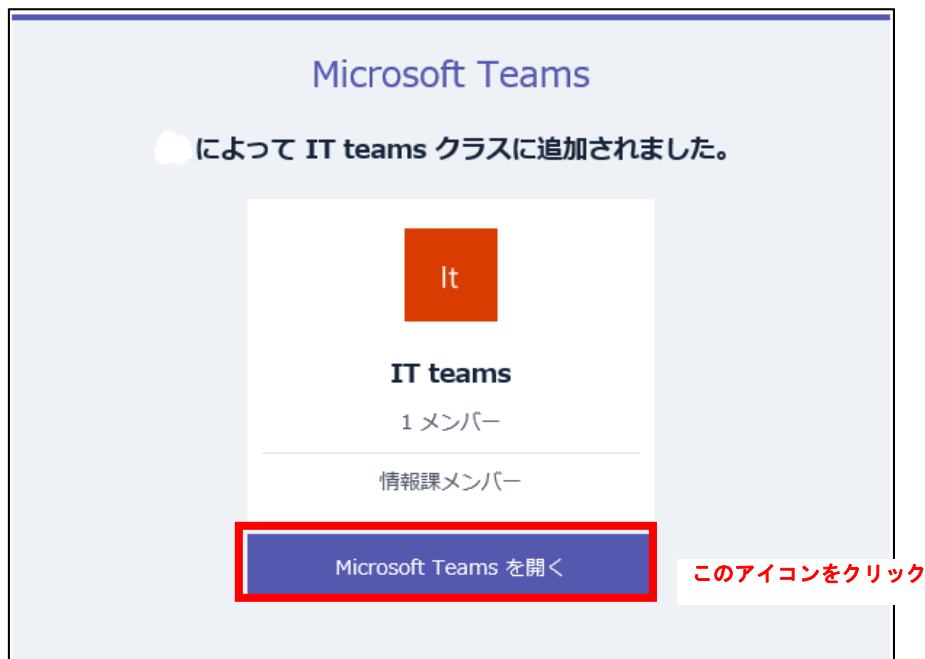 Microsoft Teams
によって IT teams クラスに追加されました。
It
IT teams
1 メンバー
情報課メンバー
Microsoft Teams を開く
このアイコンをクリック